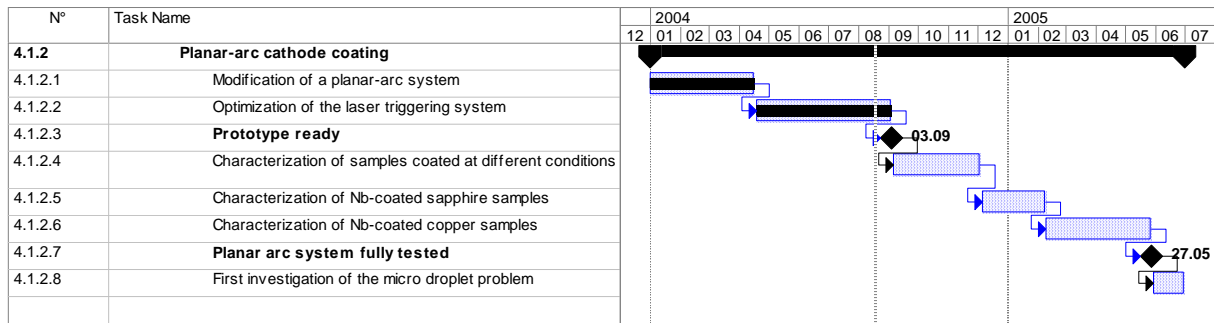 N° Task Name 2004 2005
12 01 02 03 04 05 06 07 08 09 10 11 12 01 02 03 04 05 06 07
4.1.2 Planar-arc cathode coating
4.1.2.1 Modification of a planar-arc system
4.1.2.2 Optimization of the laser triggering system
4.1.2.3 Prototype ready 03.09
4.1.2.4 Characterization of samples coated at different conditions
4.1.2.5 Characterization of Nb-coated sapphire samples
4.1.2.6 Characterization of Nb-coated copper samples
4.1.2.7 Planar arc system fully tested 27.05
4.1.2.8 First investigation of the micro droplet problem